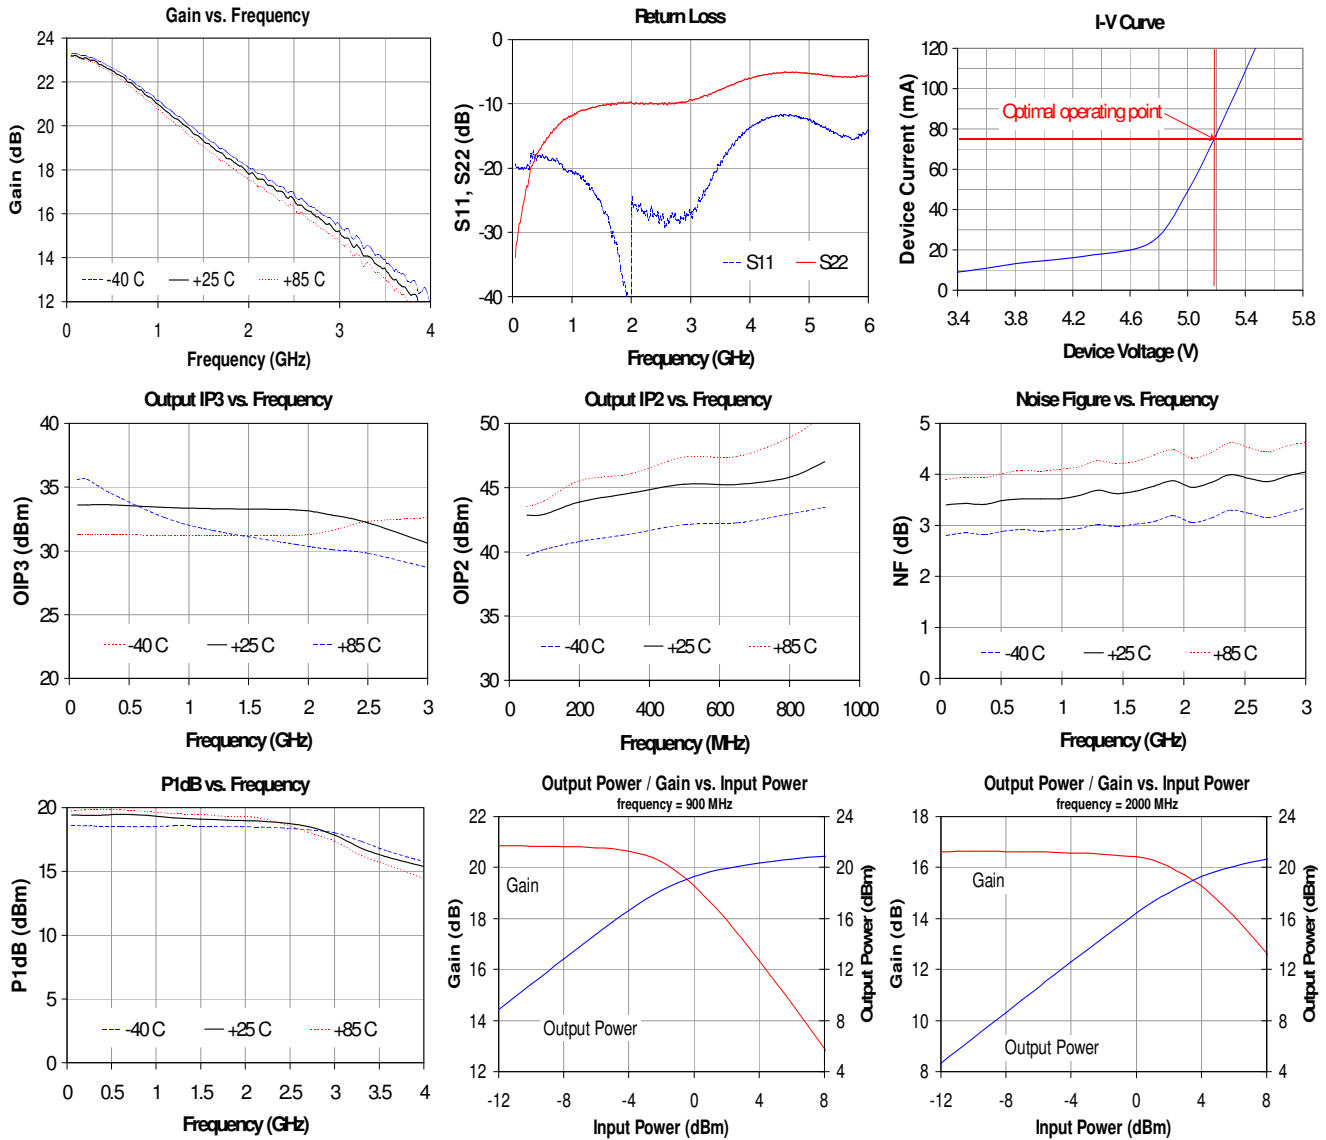 Gain vs. Frequency
24
22
20
18
16
14
12
Gain (dB)
-40 C
+25 C
+85 C
0
1
2
3
4
Frequency (GHz)
Return Loss
0
-10
-20
-30
-40
S11, S22 (dB)
S11
S22
0
1
2
3
4
5
6
Frequency (GHz)
I-V Curve
120
100
80
60
40
20
0
Device Current (mA)
Optimal operating point
3.4
3.8
4.2
4.6
5.0
5.4
5.8
Device Voltage (V)
Output IP3 vs. Frequency
40
35
30
25
20
OIP3 (dBm)
-40 C
+25 C
+85 C
0
0.5
1
1.5
2
2.5
3
Frequency (GHz)
Output IP2 vs. Frequency
50
45
40
35
30
OIP2 (dBm)
-40 C
+25 C
+85 C
0
200
400
600
800
1000
Frequency (MHz)
Noise Figure vs. Frequency
5
4
3
2
1
0
NF (dB)
-40 C
+25 C
+85 C
0
0.5
1
1.5
2
2.5
3
Frequency (GHz)
P1dB vs. Frequency
20
15
10
5
0
P1dB (dBm)
-40 C
+25 C
+85 C
0
0.5
1
1.5
2
2.5
3
3.5
4
Frequency (GHz)
Output Power / Gain vs. Input Power
frequency = 900 MHz
22
20
18
16
14
12
Gain (dB)
Gain
Output Power
24
20
16
12
8
4
Output Power (dBm)
-12
-8
-4
0
4
8
Input Power (dBm)
Output Power / Gain vs. Input Power
frequency = 2000 MHz
18
16
14
12
10
8
Gain (dB)
Gain
Output Power
24
20
16
12
8
4
Output Power (dBm)
-12
-8
-4
0
4
8
Input Power (dBm)